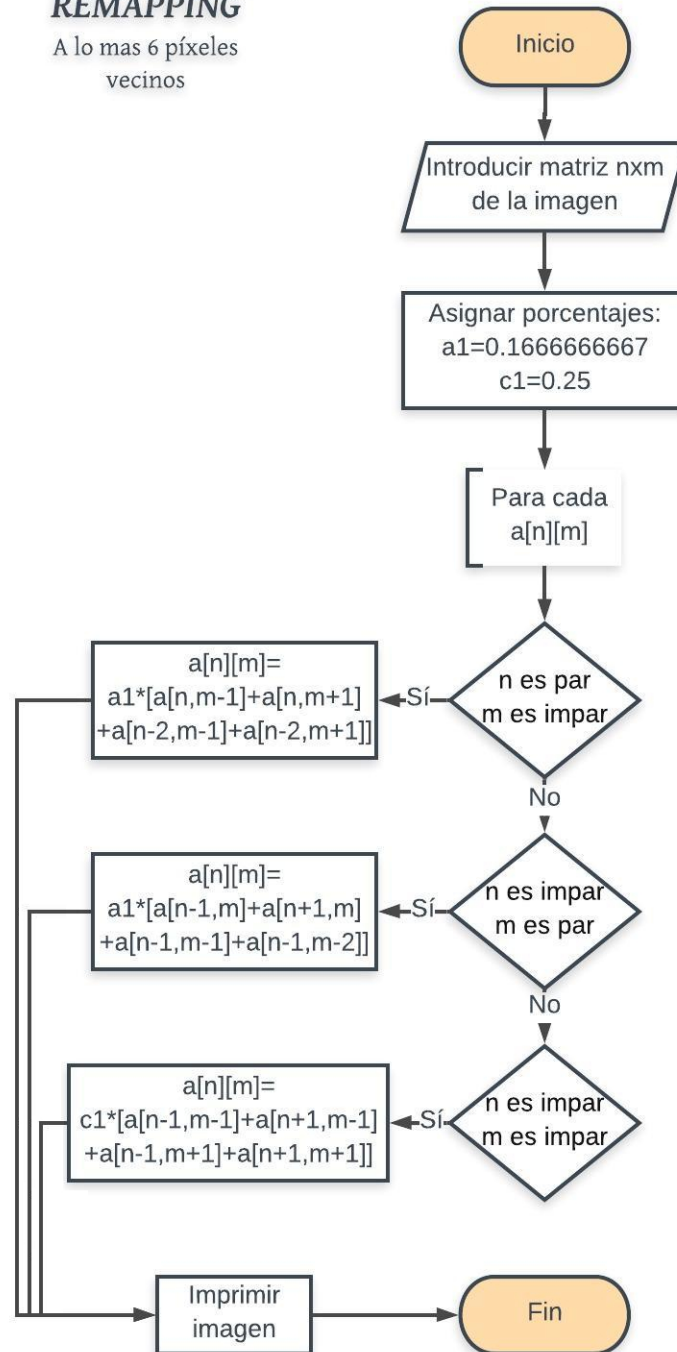 REMAPPING
A lo mas 6 píxeles
vecinos
Inicio
Introducir matriz nxm
de la imagen
Asignar porcentajes:
a1=0.1666666667
c1=0.25
Para cada
a[n][m]
n es par
m es impar
Sí
a[n][m]=
a1*[a[n,m-1]+a[n,m+1]
+a[n-2,m-1]+a[n-2,m+1]]
No
n es impar
m es par
Sí
a[n][m]=
a1*[a[n-1,m]+a[n+1,m]
+a[n-1,m-1]+a[n-1,m-2]]
No
n es impar
m es impar
Sí
a[n][m]=
c1*[a[n-1,m-1]+a[n+1,m-1]
+a[n-1,m+1]+a[n+1,m+1]]
Imprimir
imagen
Fin